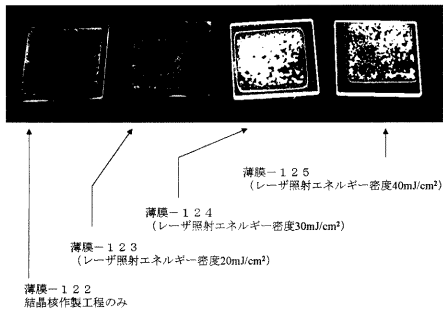 薄膜－１２５
（レーザ照射エネルギー密度40mJ/cm²）
薄膜－１２４
（レーザ照射エネルギー密度30mJ/cm²）
薄膜－１２３
（レーザ照射エネルギー密度20mJ/cm²）
薄膜－１２２
結晶核作製工程のみ